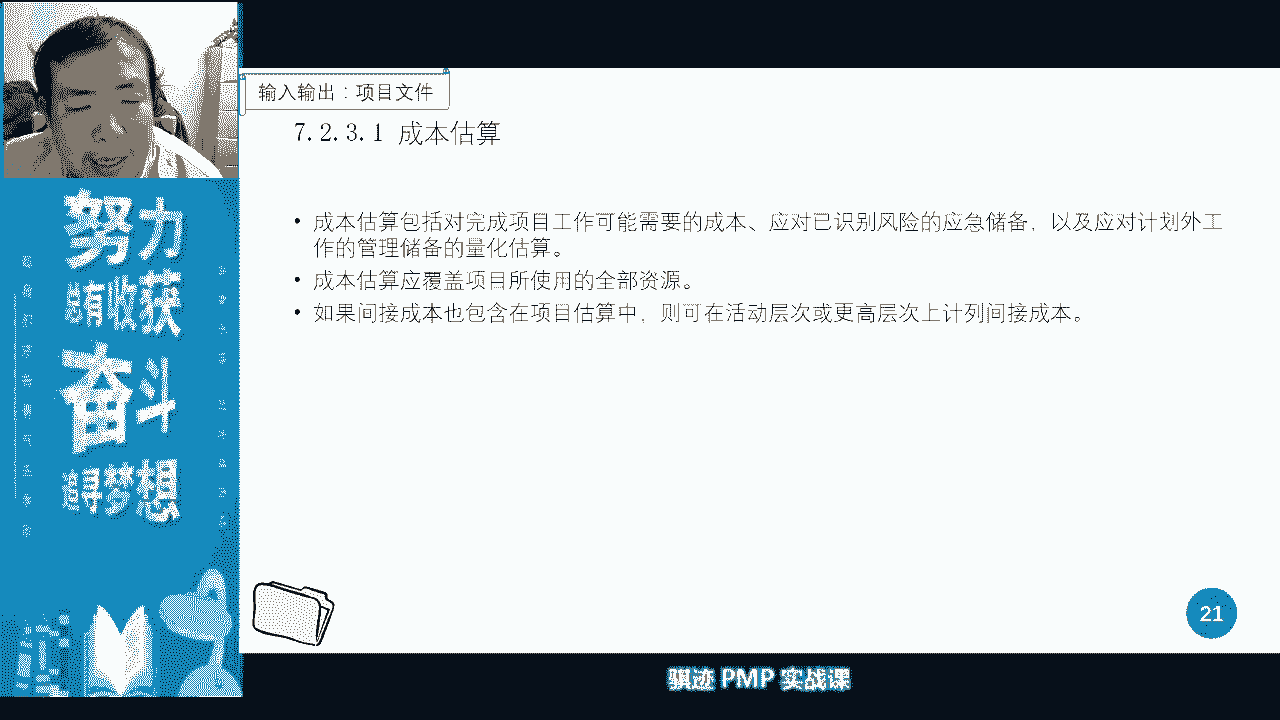 输入输出：项目文件
7.2.3.1 成本估算
• 成本估算包括对完成项目工作可能需要的成本、应对已识别风险的应急储备，以及应对计划外工
作的管理储备的量化估算。
• 成本估算应覆盖项目所使用的全部资源。
• 如果间接成本也包含在项目估算中，则可在活动层次或更高层次上计列间接成本。
努力
有收获
奋斗
追寻梦想
21
骐迹 PMP 实战课